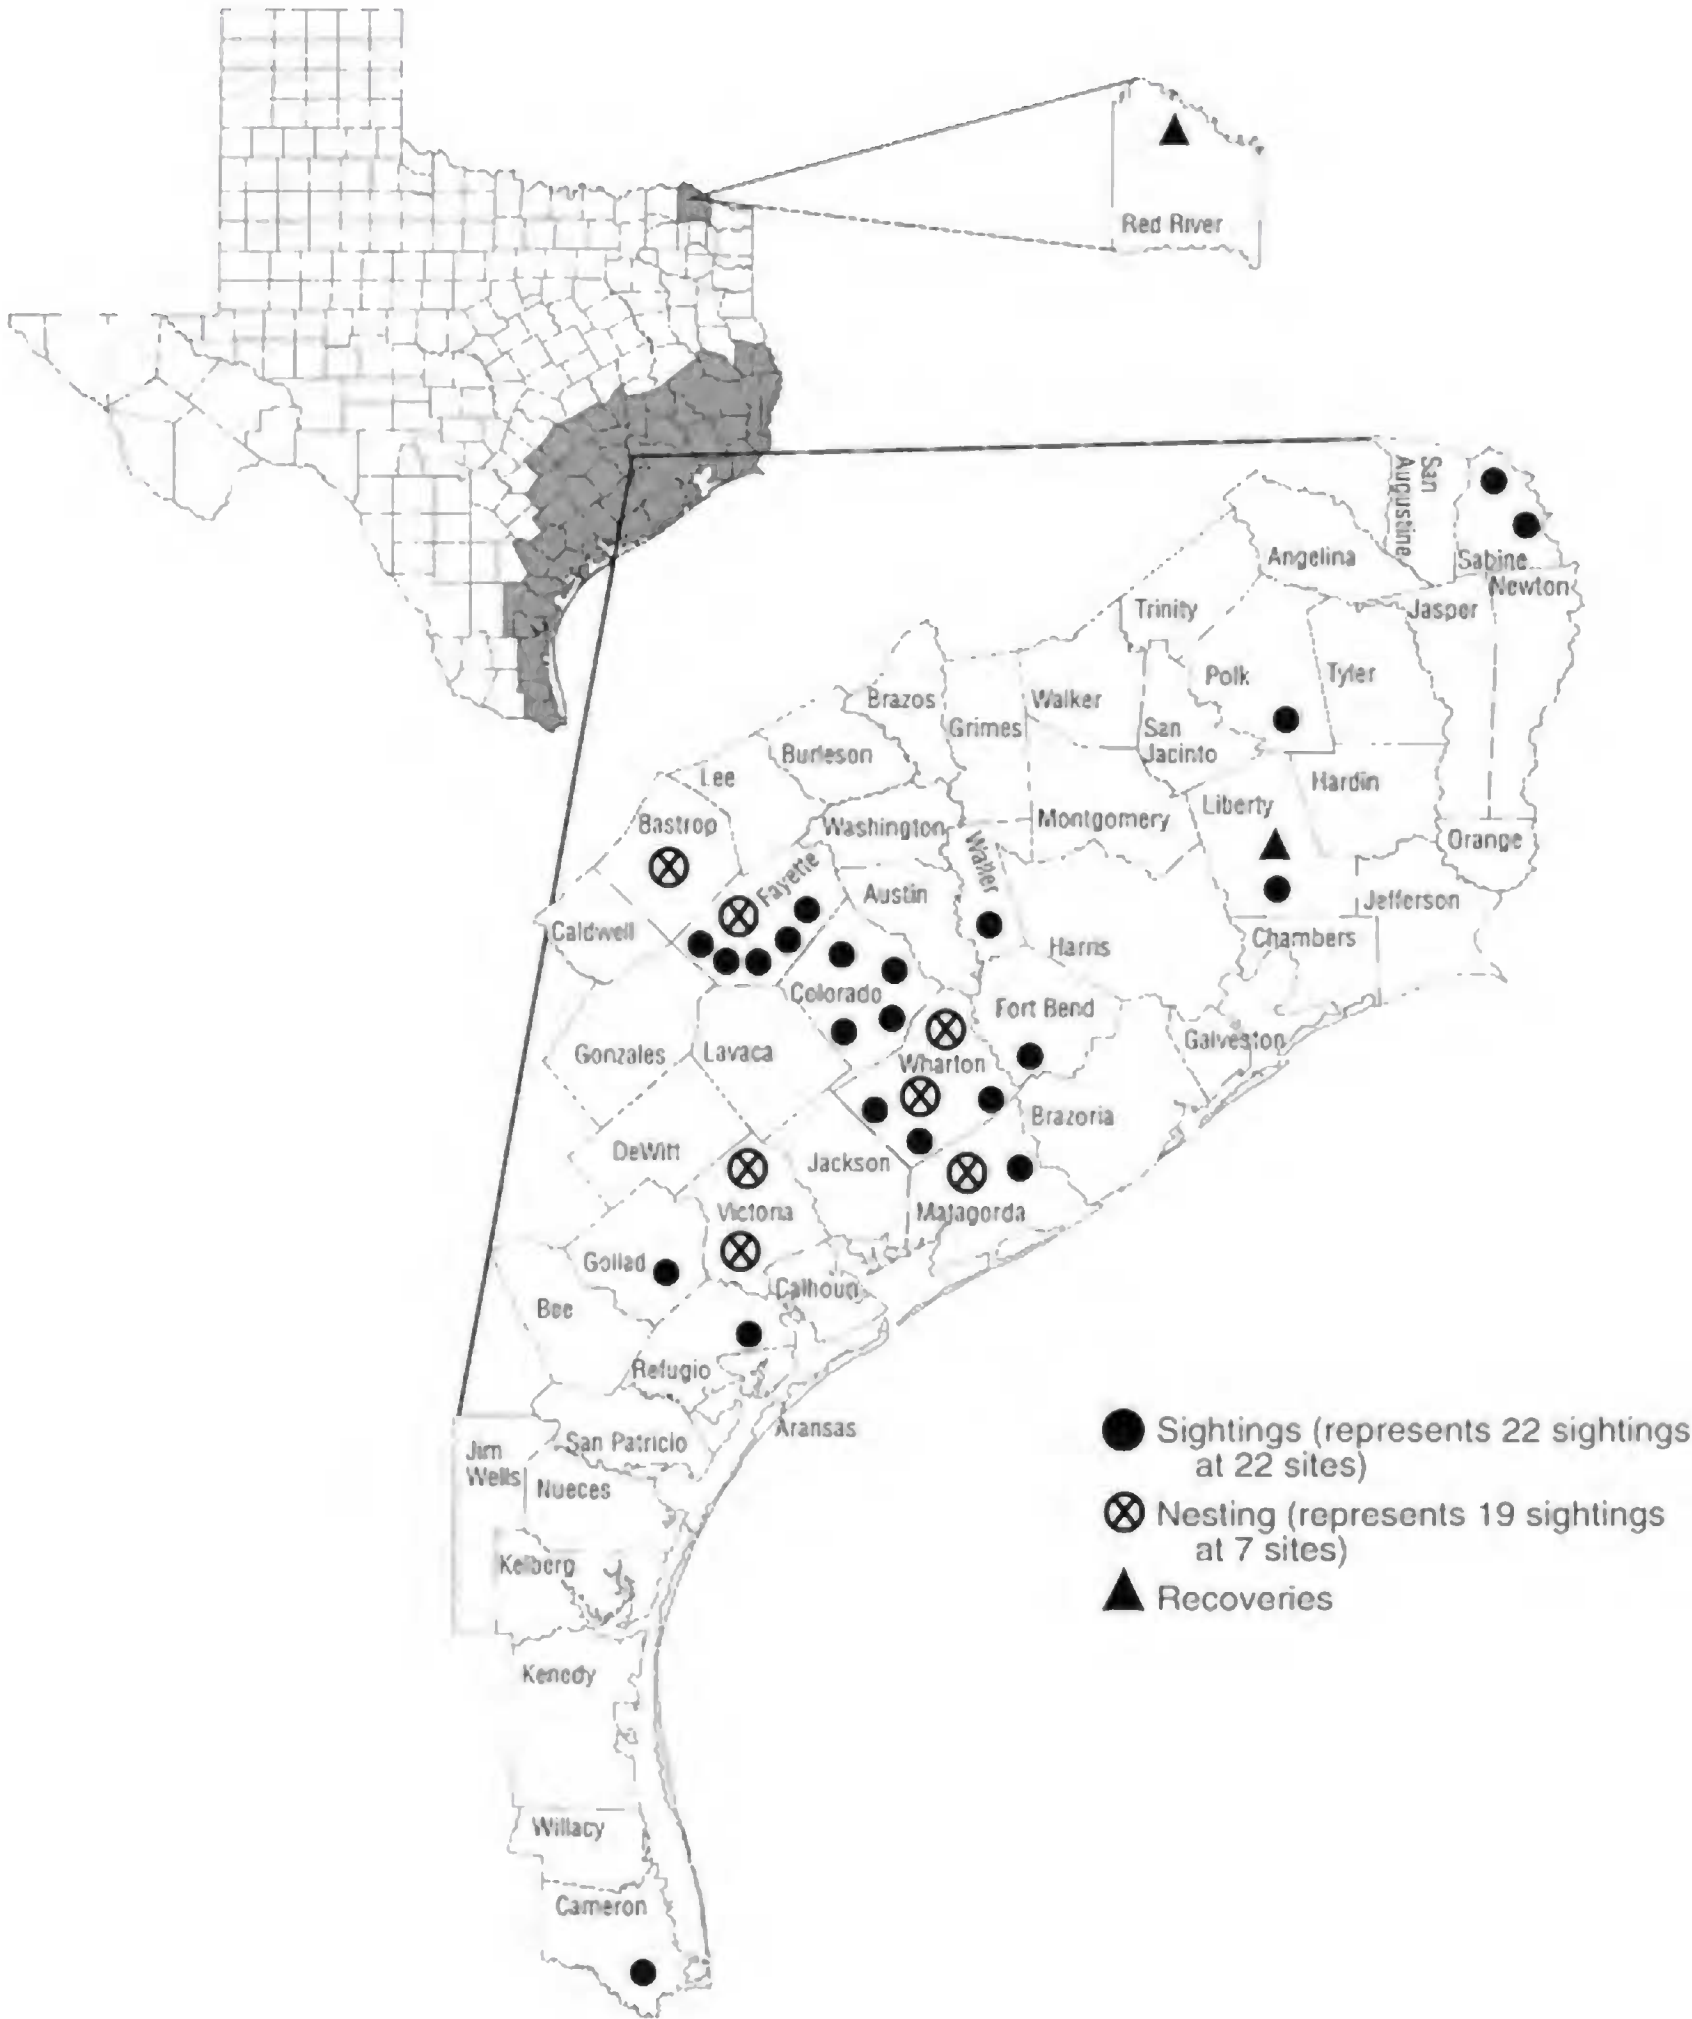 Red River
San
Augustine
Sabine
Newton
Angelina
Jasper
Trinity
Polk
Tyler
Brazos
Walker
Grimes
San
Jacinto
Burleson
Lee
Hardin
Liberty
Bastrop
Washington
Montgomery
Orange
Waller
Fayette
Austin
Jefferson
Caldwell
Harris
Chambers
Colorado
Fort Bend
Galveston
Gonzales
Lavaca
Wharton
Brazoria
DeWitt
Jackson
Victoria
Matagorda
Goliad
Calhoun
Bee
Refugio
Aransas
San Patricio
Jim
Wells
Nueces
Kelberg
Kenedy
Willacy
Cameron
Sightings (represents 22 sightings
at 22 sites)
Nesting (represents 19 sightings
at 7 sites)
Recoveries